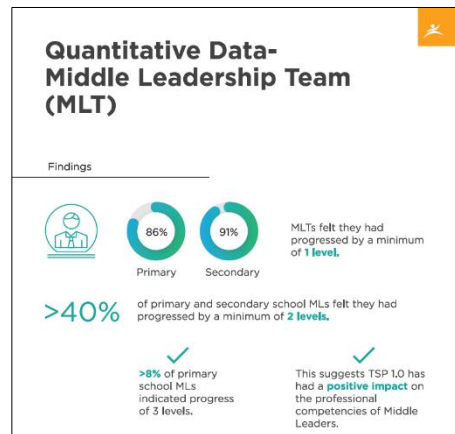 Quantitative Data-
Middle Leadership Team
(MLT)
Findings
86%
Primary
91%
Secondary
MLTs felt they had
progressed by a minimum
of 1 level.
>40%
of primary and secondary school MLs felt they had
progressed by a minimum of 2 levels.
>8% of primary
school MLs
indicated progress
of 3 levels.
This suggests TSP 1.0 has
had a positive impact on
the professional
competencies of Middle
Leaders.